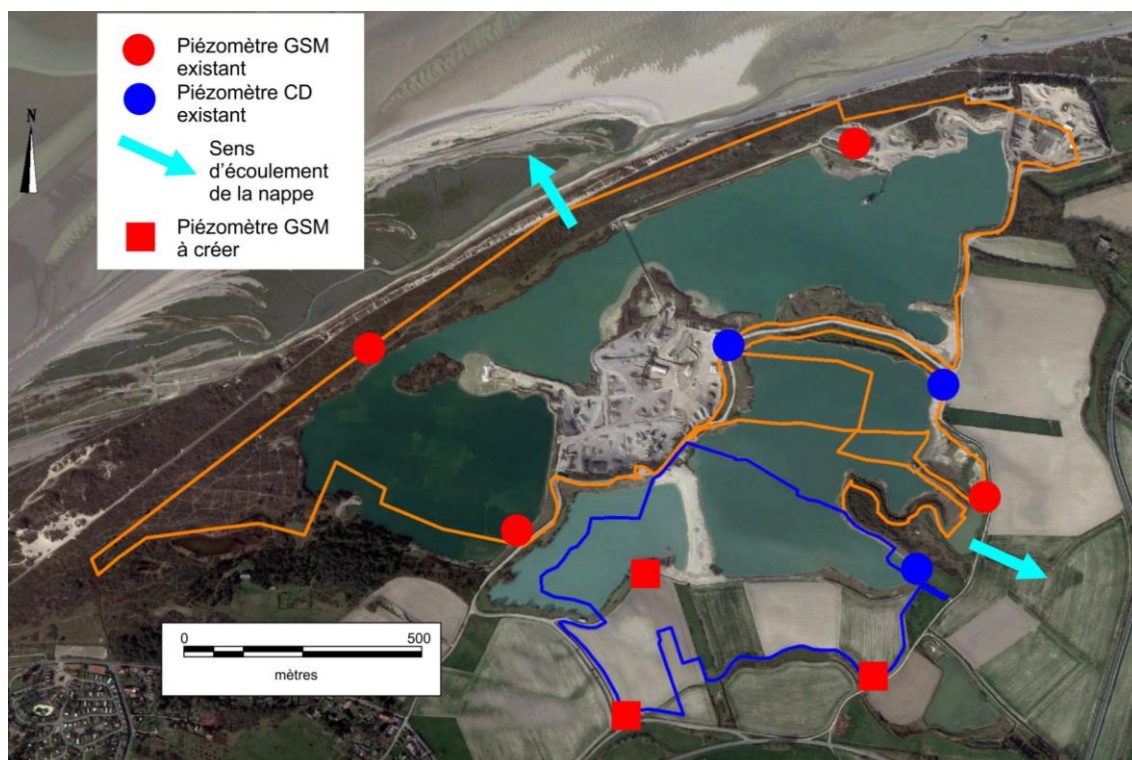 Piézomètre GSM
existant
Piézomètre CD
existant
Sens
d'écoulement
de la nappe
Piézomètre GSM
à créer
N
0 500
mètres